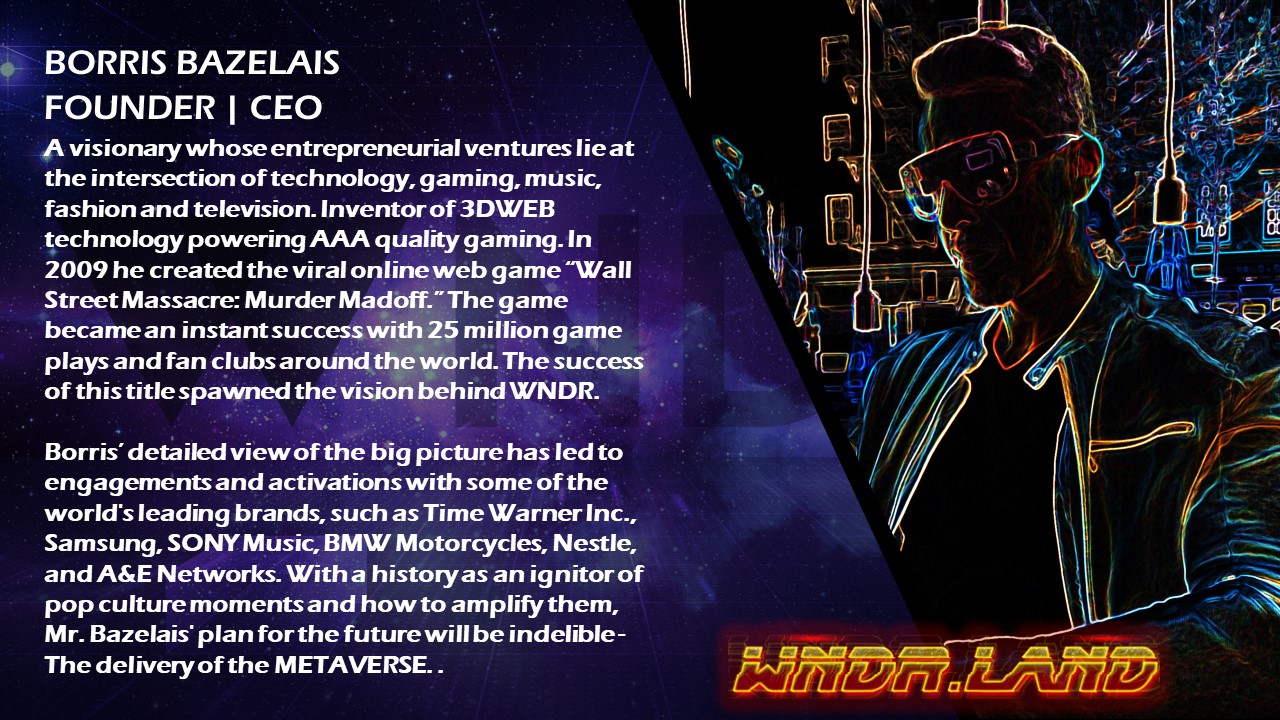 BORRIS BAZELAIS
FOUNDER | CEO
A visionary whose entrepreneurial ventures lie at
the intersection of technology, gaming, music,
fashion and television. Inventor of 3DWEB
technology powering AAA quality gaming. In
2009 he created the viral online web game “Wall
Street Massacre: Murder Madoff.” The game
became an instant success with 25 million game
plays and fan clubs around the world. The success
of this title spawned the vision behind WNDR.
Borris’ detailed view of the big picture has led to
engagements and activations with some of the
world's leading brands, such as Time Warner Inc.,
Samsung, SONY Music, BMW Motorcycles, Nestle,
and A&E Networks. With a history as an ignitor of
pop culture moments and how to amplify them,
Mr. Bazelais' plan for the future will be indelible-
The delivery of the METAVERSE. .
WNDR.LAND